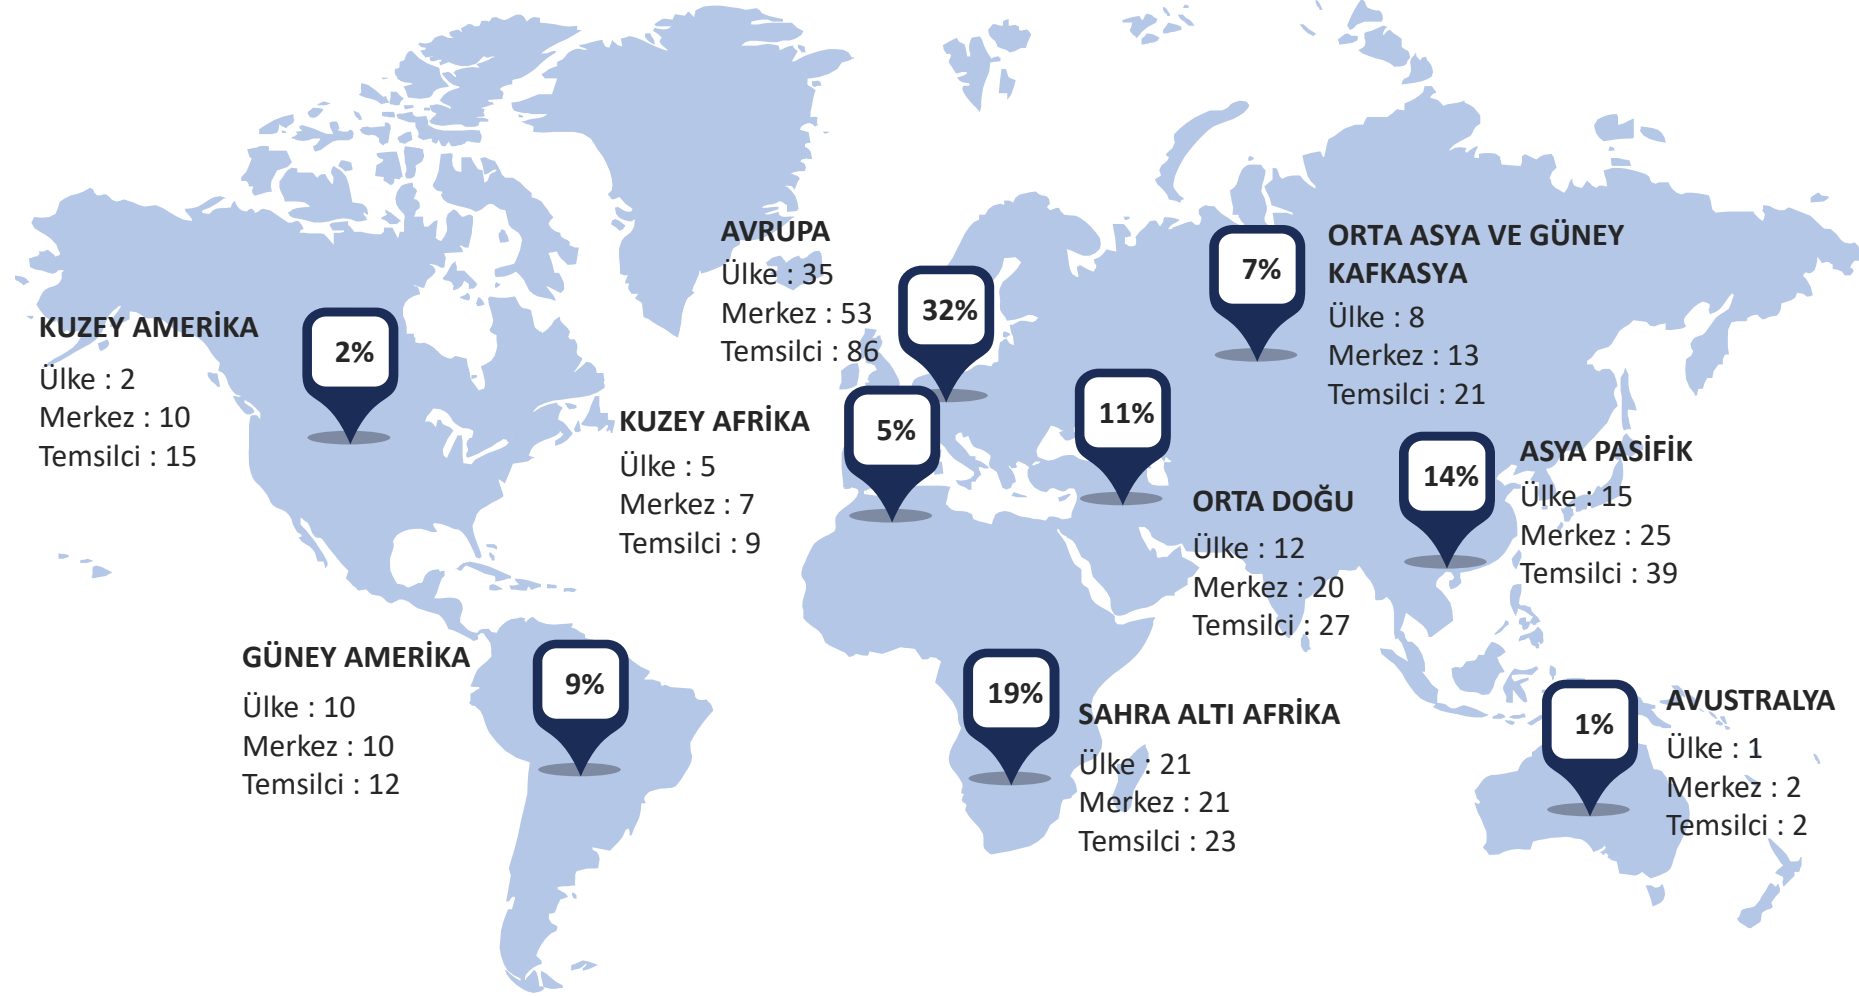 AVRUPA
Ülke : 35
Merkez : 53
Temsilci : 86
32%
ORTA ASYA VE GÜNEY
KAFKASYA
Ülke : 8
Merkez : 13
Temsilci : 21
7%
KUZEY AMERİKA
Ülke : 2
Merkez : 10
Temsilci : 15
2%
KUZEY AFRİKA
Ülke : 5
Merkez : 7
Temsilci : 9
5%
11%
ORTA DOĞU
Ülke : 12
Merkez : 20
Temsilci : 27
14%
ASYA PASİFİK
Ülke : 15
Merkez : 25
Temsilci : 39
GÜNEY AMERİKA
Ülke : 10
Merkez : 10
Temsilci : 12
9%
19%
SAHRA ALTI AFRİKA
Ülke : 21
Merkez : 21
Temsilci : 23
1%
AVUSTRALYA
Ülke : 1
Merkez : 2
Temsilci : 2